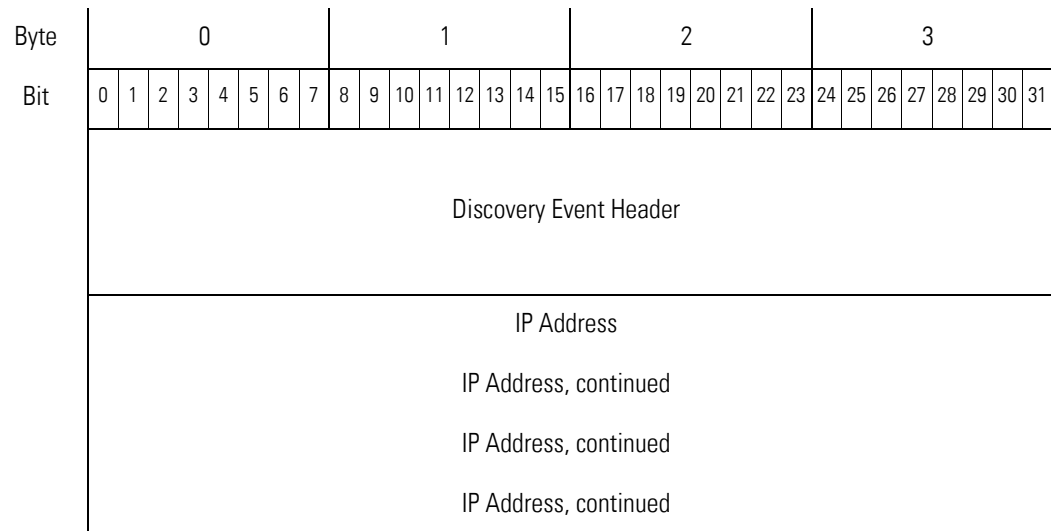 Byte 0 1 2 3
Bit 0 1 2 3 4 5 6 7 8 9 10 11 12 13 14 15 16 17 18 19 20 21 22 23 24 25 26 27 28 29 30 31
Discovery Event Header
IP Address
IP Address, continued
IP Address, continued
IP Address, continued